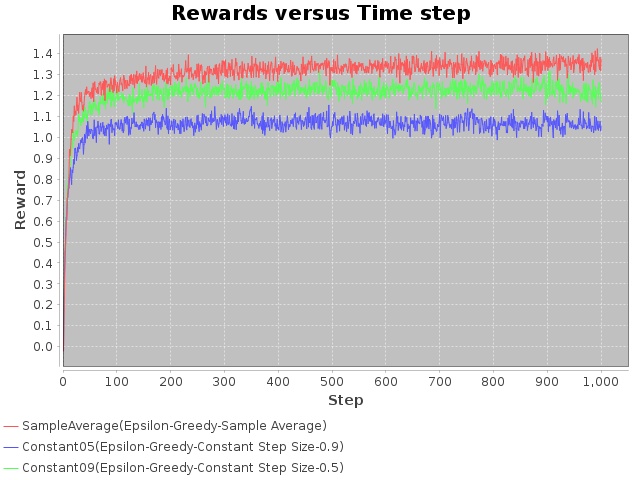 Rewards versus Time step
Reward
1.4
1.3
1.2
1.1
1.0
0.9
0.8
0.7
0.6
0.5
0.4
0.3
0.2
0.1
0.0
0 100 200 300 400 500 600 700 800 900 1,000
Step
SampleAverage(Epsilon-Greedy-Sample Average)
Constant05(Epsilon-Greedy-Constant Step Size-0.9)
Constant09(Epsilon-Greedy-Constant Step Size-0.5)